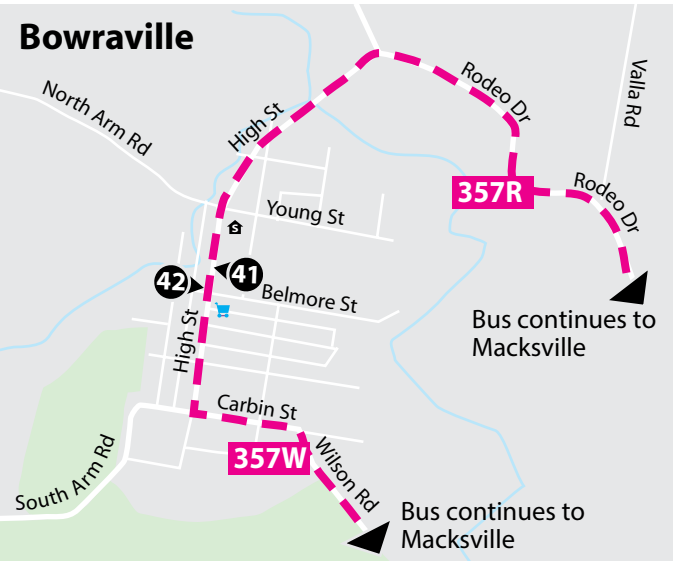 Bowraville
North Arm Rd
High St
Rodeo Dr
Valla Rd
357R
Rodeo Dr
Young St
S
41
42
Belmore St
Bus continues to
Macksville
High St
Carbin St
357W
Wilson Rd
South Arm Rd
Bus continues to
Macksville